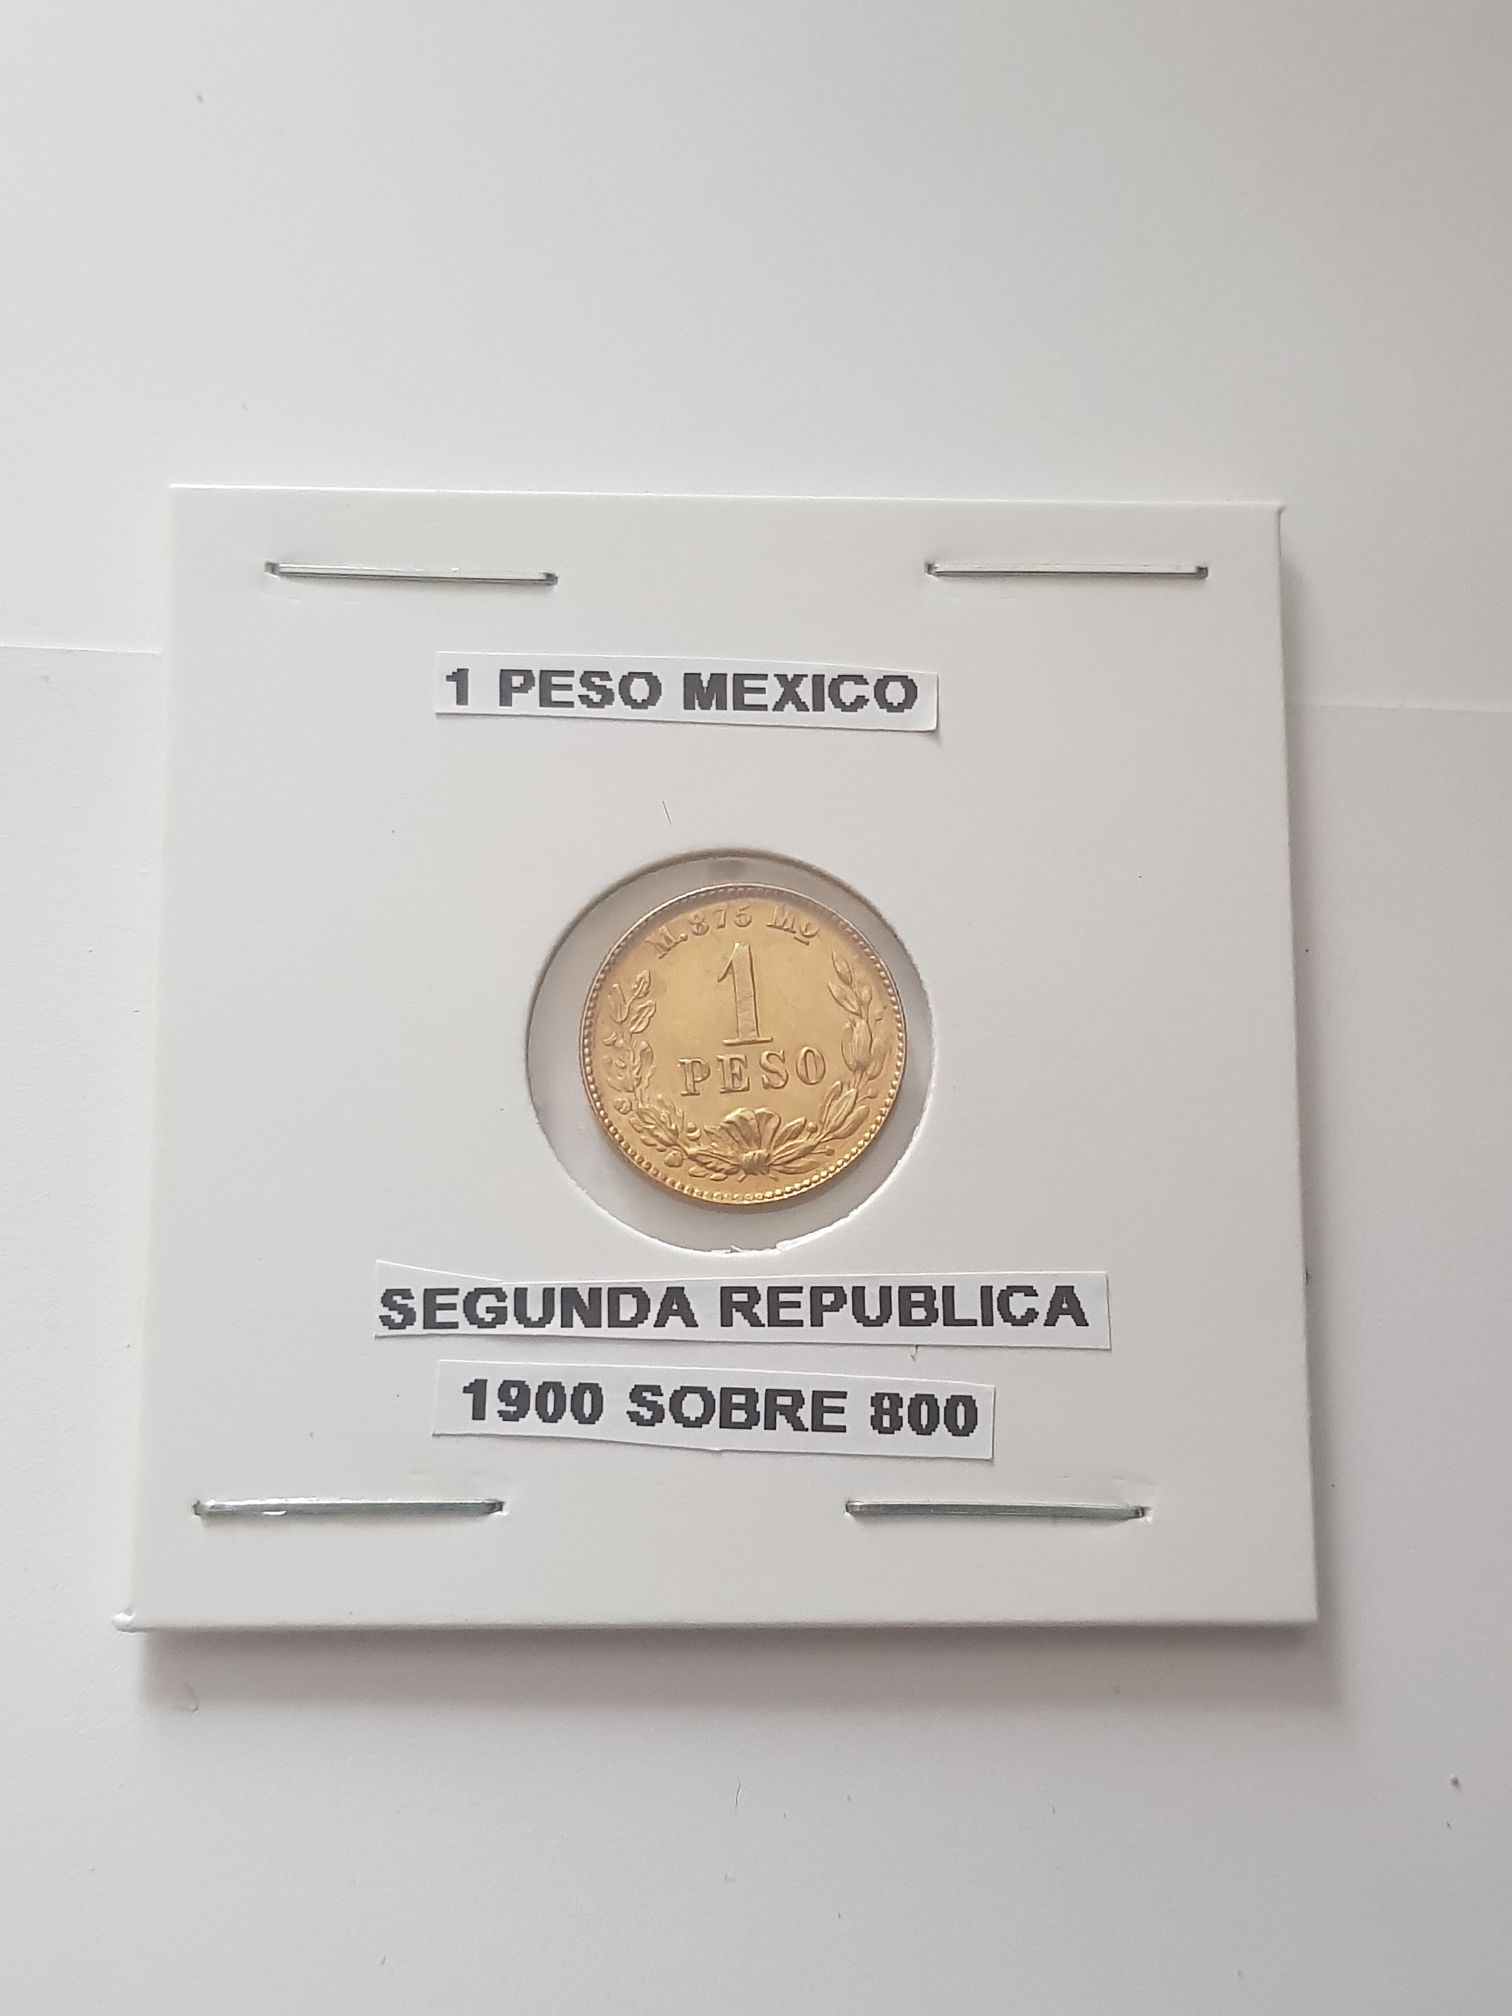 1 PESO MEXICO
M. 875 Mo
1
PESO
SEGUNDA REPUBLICA
1900 SOBRE 800